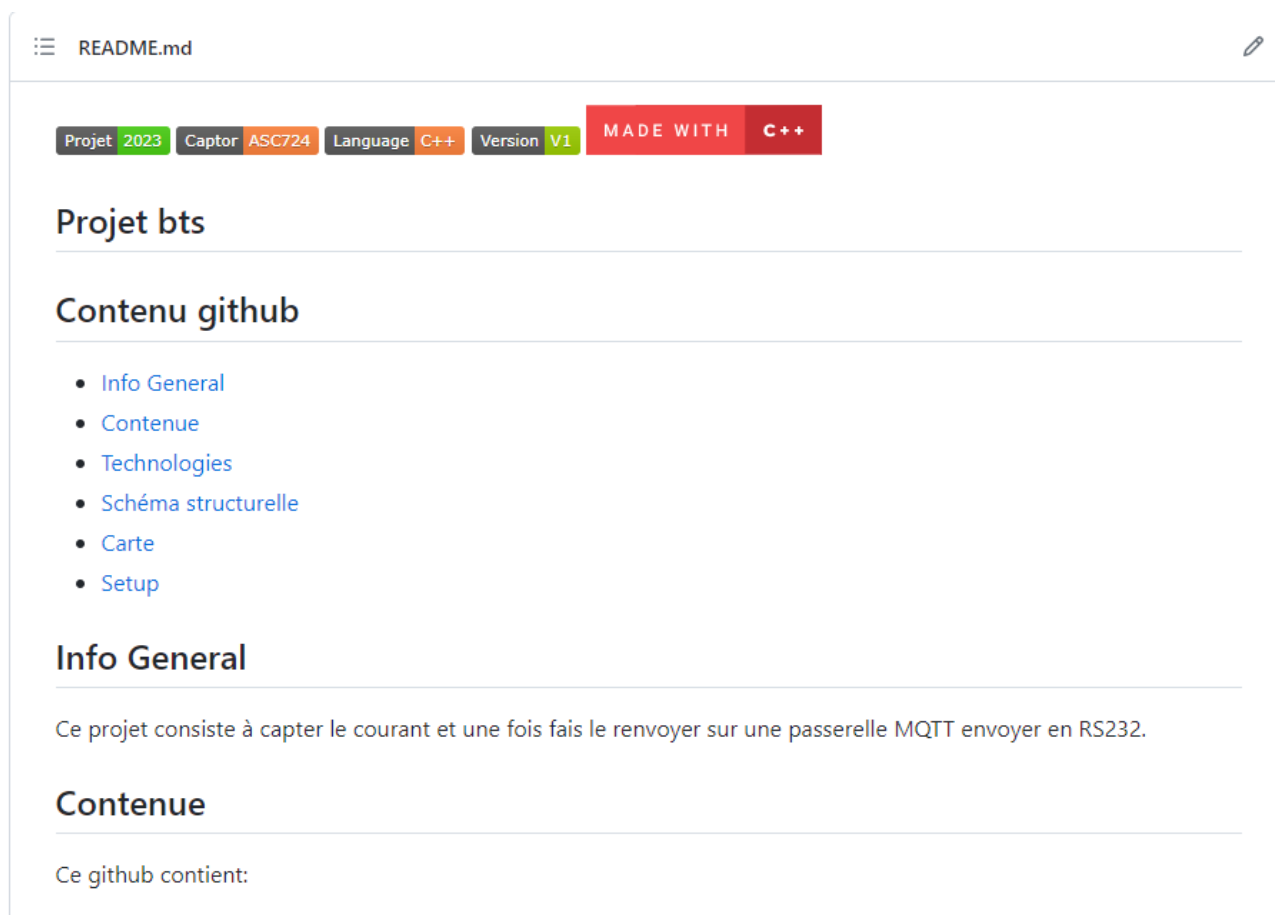 README.md
Projet 2023 Captor ASC724 Language C++ Version V1 MADE WITH C++
Projet bts
Contenu github
Info General
Contenue
Technologies
Schéma structurelle
Carte
Setup
Info General
Ce projet consiste à capter le courant et une fois fais le renvoyer sur une passerelle MQTT envoyer en RS232.
Contenue
Ce github contient: